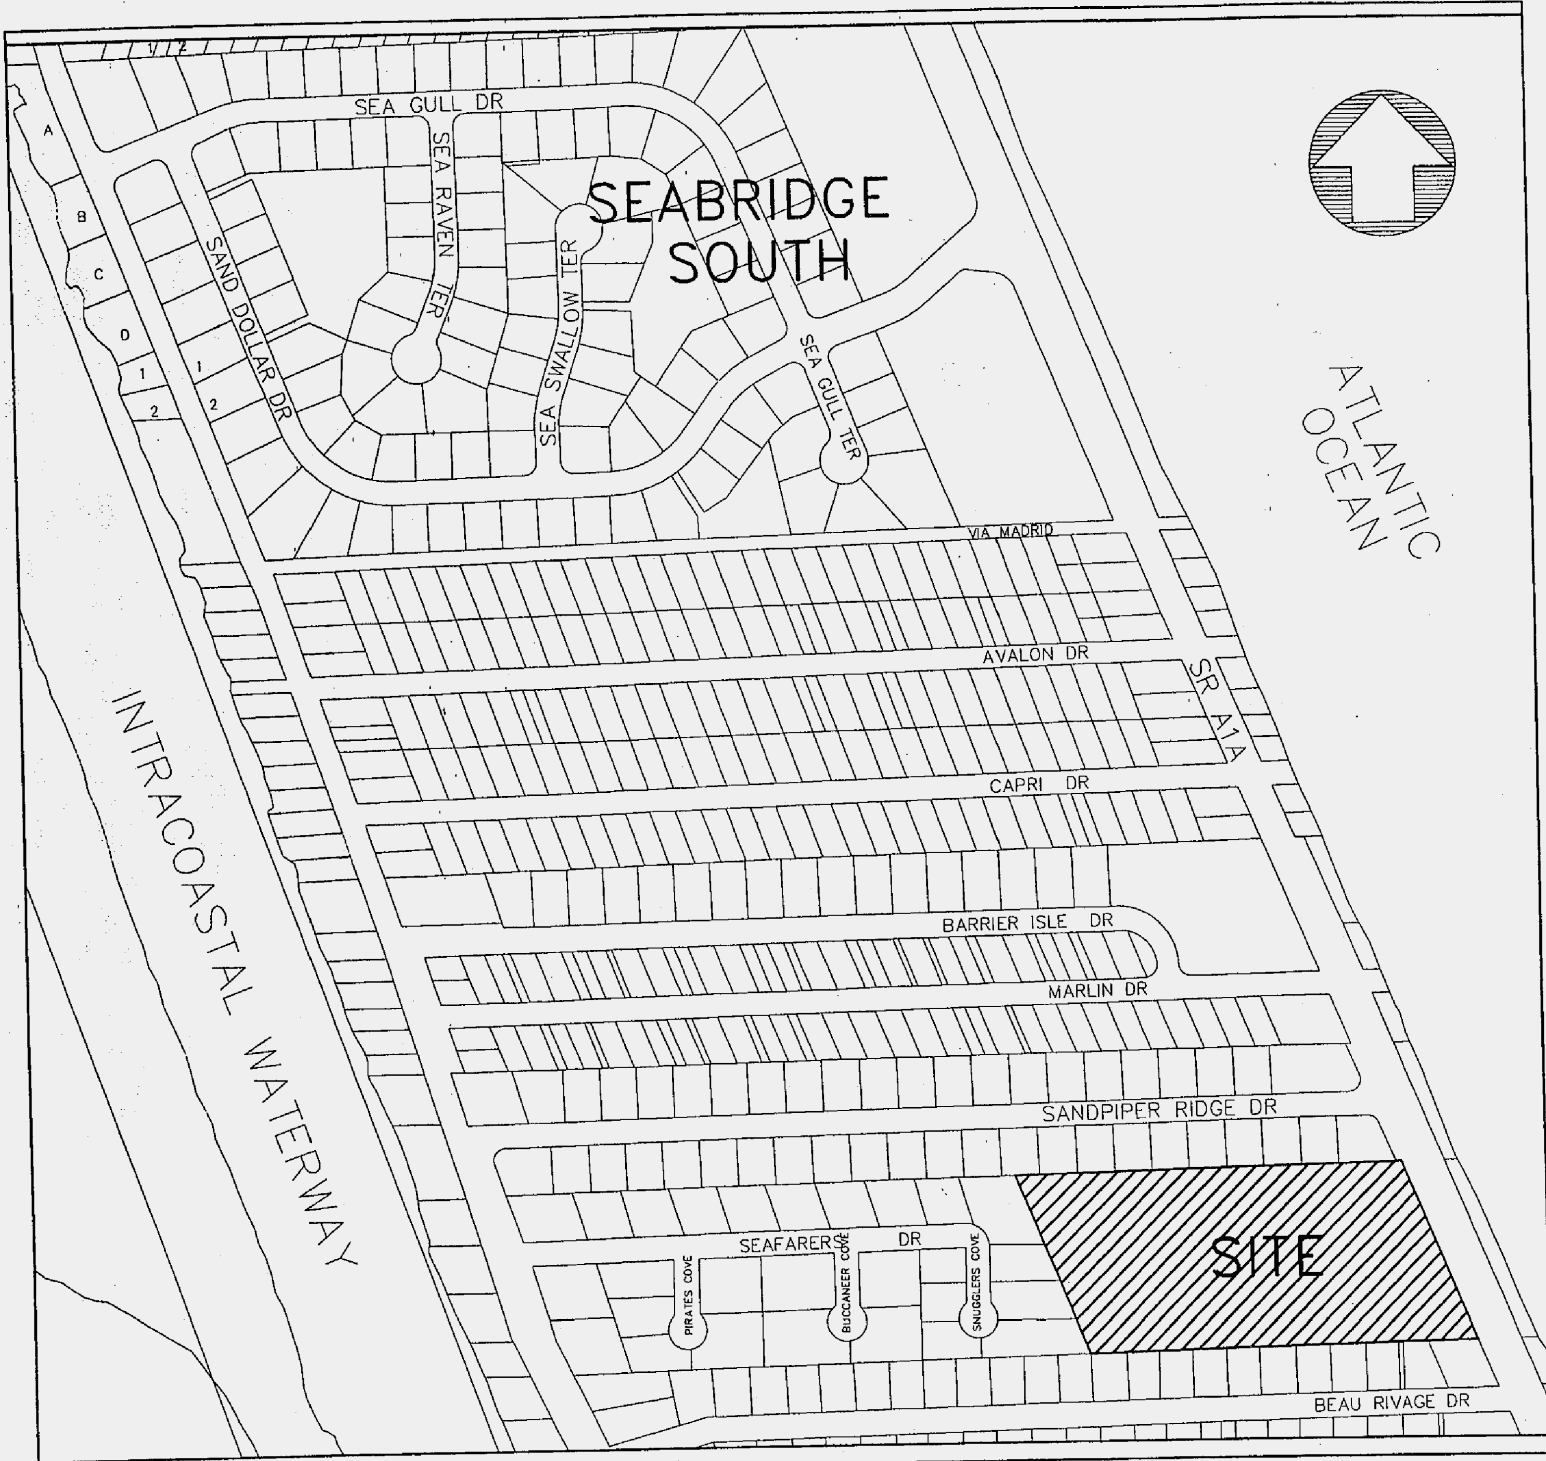 1 2
SEA GULL DR
A
SEA RAVEN TER
B
SEABRIDGE
SOUTH
SAND DOLLAR DR
SEA SWALLOW TER
C
D
1
2
1
2
SEA GULL TER
ATLANTIC
OCEAN
VIA MADRID
AVALON DR
SR A1A
INTRACOASTAL WATERWAY
CAPRI DR
BARRIER ISLE DR
MARLIN DR
SANDPIPER RIDGE DR
SEAFARERS DR
SITE
PIRATES COVE
BUCCANEER COVE
SNUGGLERS COVE
BEAU RIVAGE DR